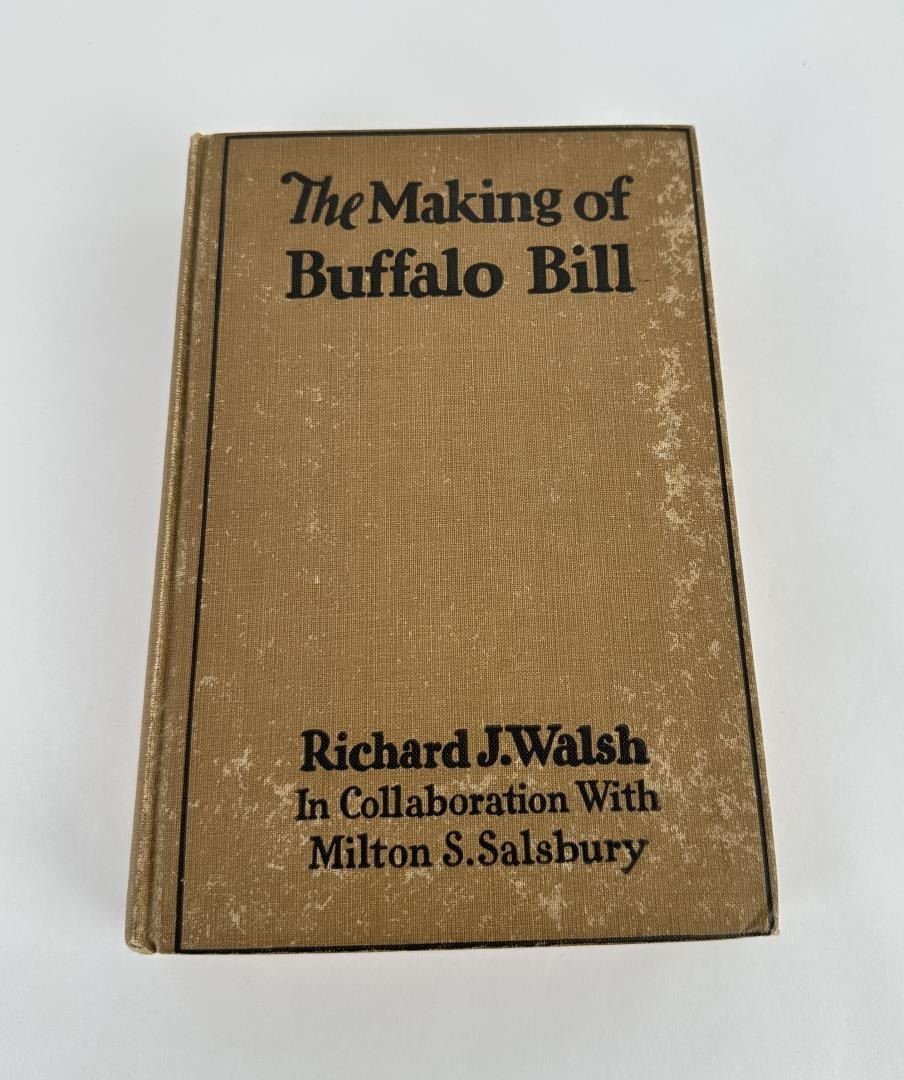 The Making of
Buffalo Bill
Richard J. Walsh
In Collaboration With
Milton S. Salsbury